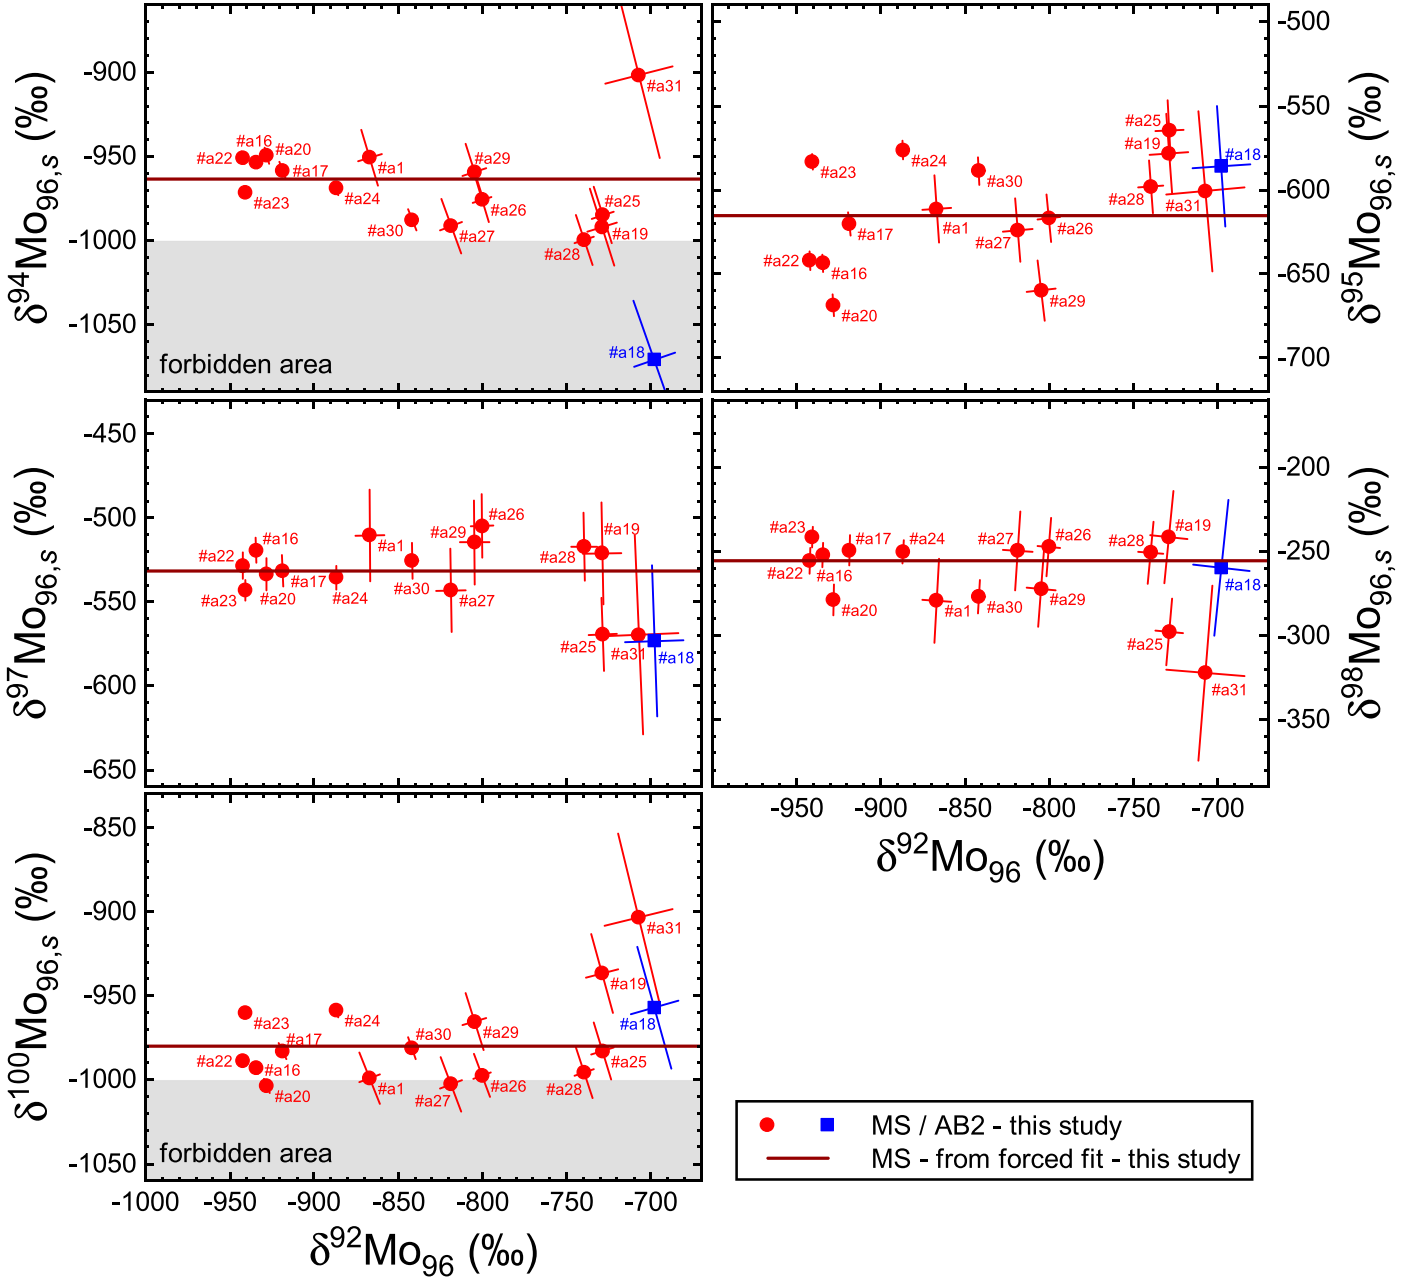 δ94Mo96,s (‰)
-900
-950
-1000
-1050
#a31
#a16
#a20
#a22
#a17
#a1
#a29
#a23
#a24
#a26
#a25
#a30
#a27
#a19
#a28
#a18
forbidden area
δ95Mo96,s (‰)
-500
-550
-600
-650
-700
#a25
#a19
#a18
#a23
#a24
#a30
#a28
#a31
#a17
#a1
#a27
#a26
#a22
#a16
#a29
#a20
δ97Mo96,s (‰)
-450
-500
-550
-600
-650
#a26
#a16
#a29
#a19
#a22
#a1
#a28
#a17
#a30
#a23
#a20
#a24
#a27
#a25
#a31
#a18
δ98Mo96,s (‰)
-200
-250
-300
-350
#a23
#a17
#a24
#a27
#a26
#a28
#a19
#a22
#a16
#a18
#a20
#a1
#a30
#a29
#a25
#a31
-950 -900 -850 -800 -750 -700
δ92Mo96 (‰)
δ100Mo96,s (‰)
-850
-900
-950
-1000
-1050
#a31
#a19
#a23
#a24
#a18
#a17
#a30
#a29
#a22
#a16
#a25
#a20
#a1
#a27
#a26
#a28
forbidden area
-1000 -950 -900 -850 -800 -750 -700
δ92Mo96 (‰)
MS / AB2 - this study
MS - from forced fit - this study